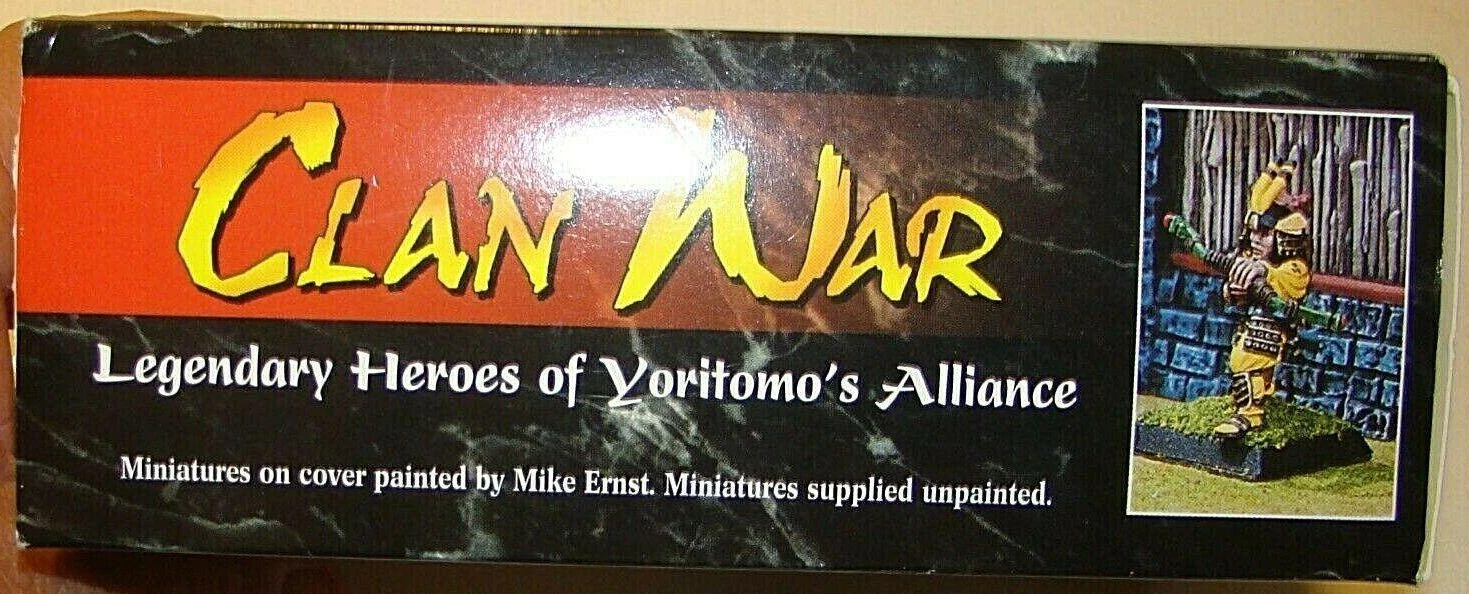 CLAN WAR
Legendary Heroes of Yoritomo's Alliance
Miniatures on cover painted by Mike Ernst. Miniatures supplied unpainted.